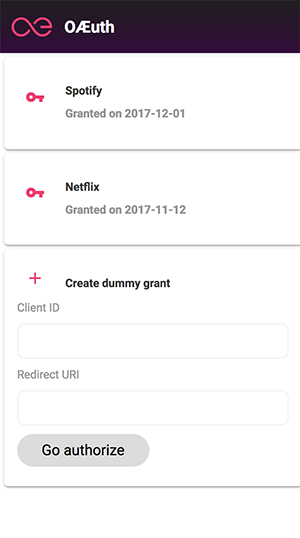 OÆuth
Spotify
Granted on 2017-12-01
Netflix
Granted on 2017-11-12
Create dummy grant
Client ID
Redirect URI
Go authorize